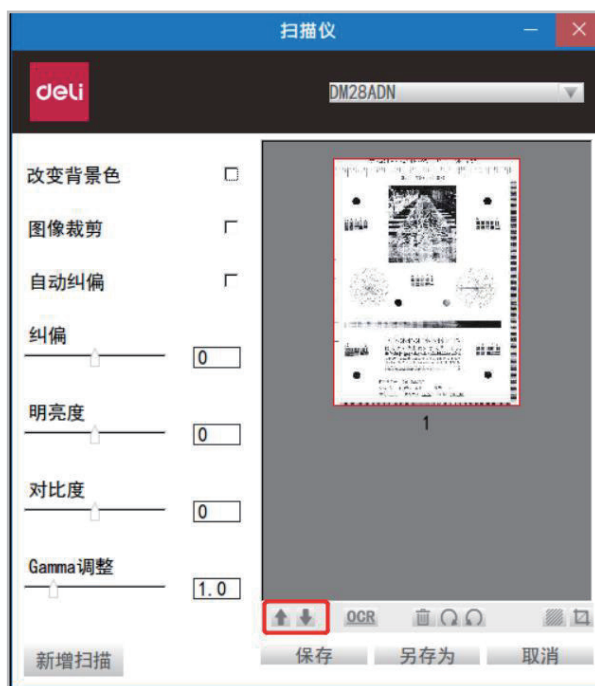 扫描仪
deli
DM28ADN
改变背景色
图像裁剪
自动纠偏
纠偏
0
明亮度
0
对比度
0
Gamma调整
1.0
1
OCR
新增扫描
保存
另存为
取消